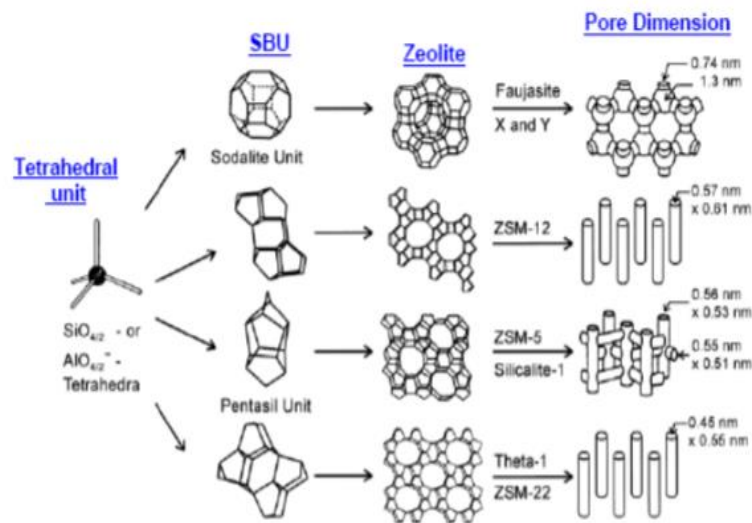 SBU
Zeolite
Pore Dimension
Tetrahedral
unit
SiO4/2 - or
AlO4/2⁻ -
Tetrahedra
Sodalite Unit
Faujasite
X and Y
0.74 nm
1.3 nm
ZSM-12
0.57 nm
x 0.61 nm
Pentasil Unit
ZSM-5
Silicalite-1
0.56 nm
x 0.53 nm
0.55 nm
x 0.51 nm
Theta-1
ZSM-22
0.45 nm
x 0.55 nm